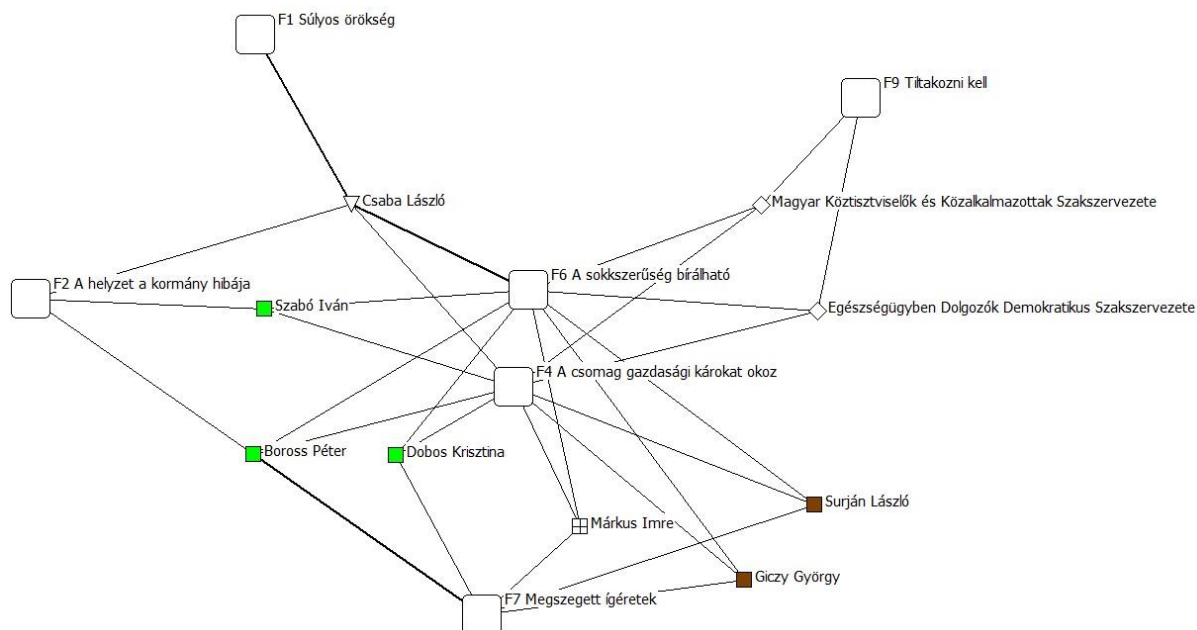 F1 Súlyos örökség
F9 Tiltakozni kell
Csaba László
Magyar Köztisztviselők és Közalkalmazottak Szakszervezete
F2 A helyzet a kormány hibája
F6 A sokkszerűség bírálható
Szabó Iván
Egészségügyben Dolgozók Demokratikus Szakszervezete
F4 A csomag gazdasági károkat okoz
Boross Péter
Dobos Krisztina
Surján László
Márkus Imre
Giczy György
F7 Megszegett ígéretek